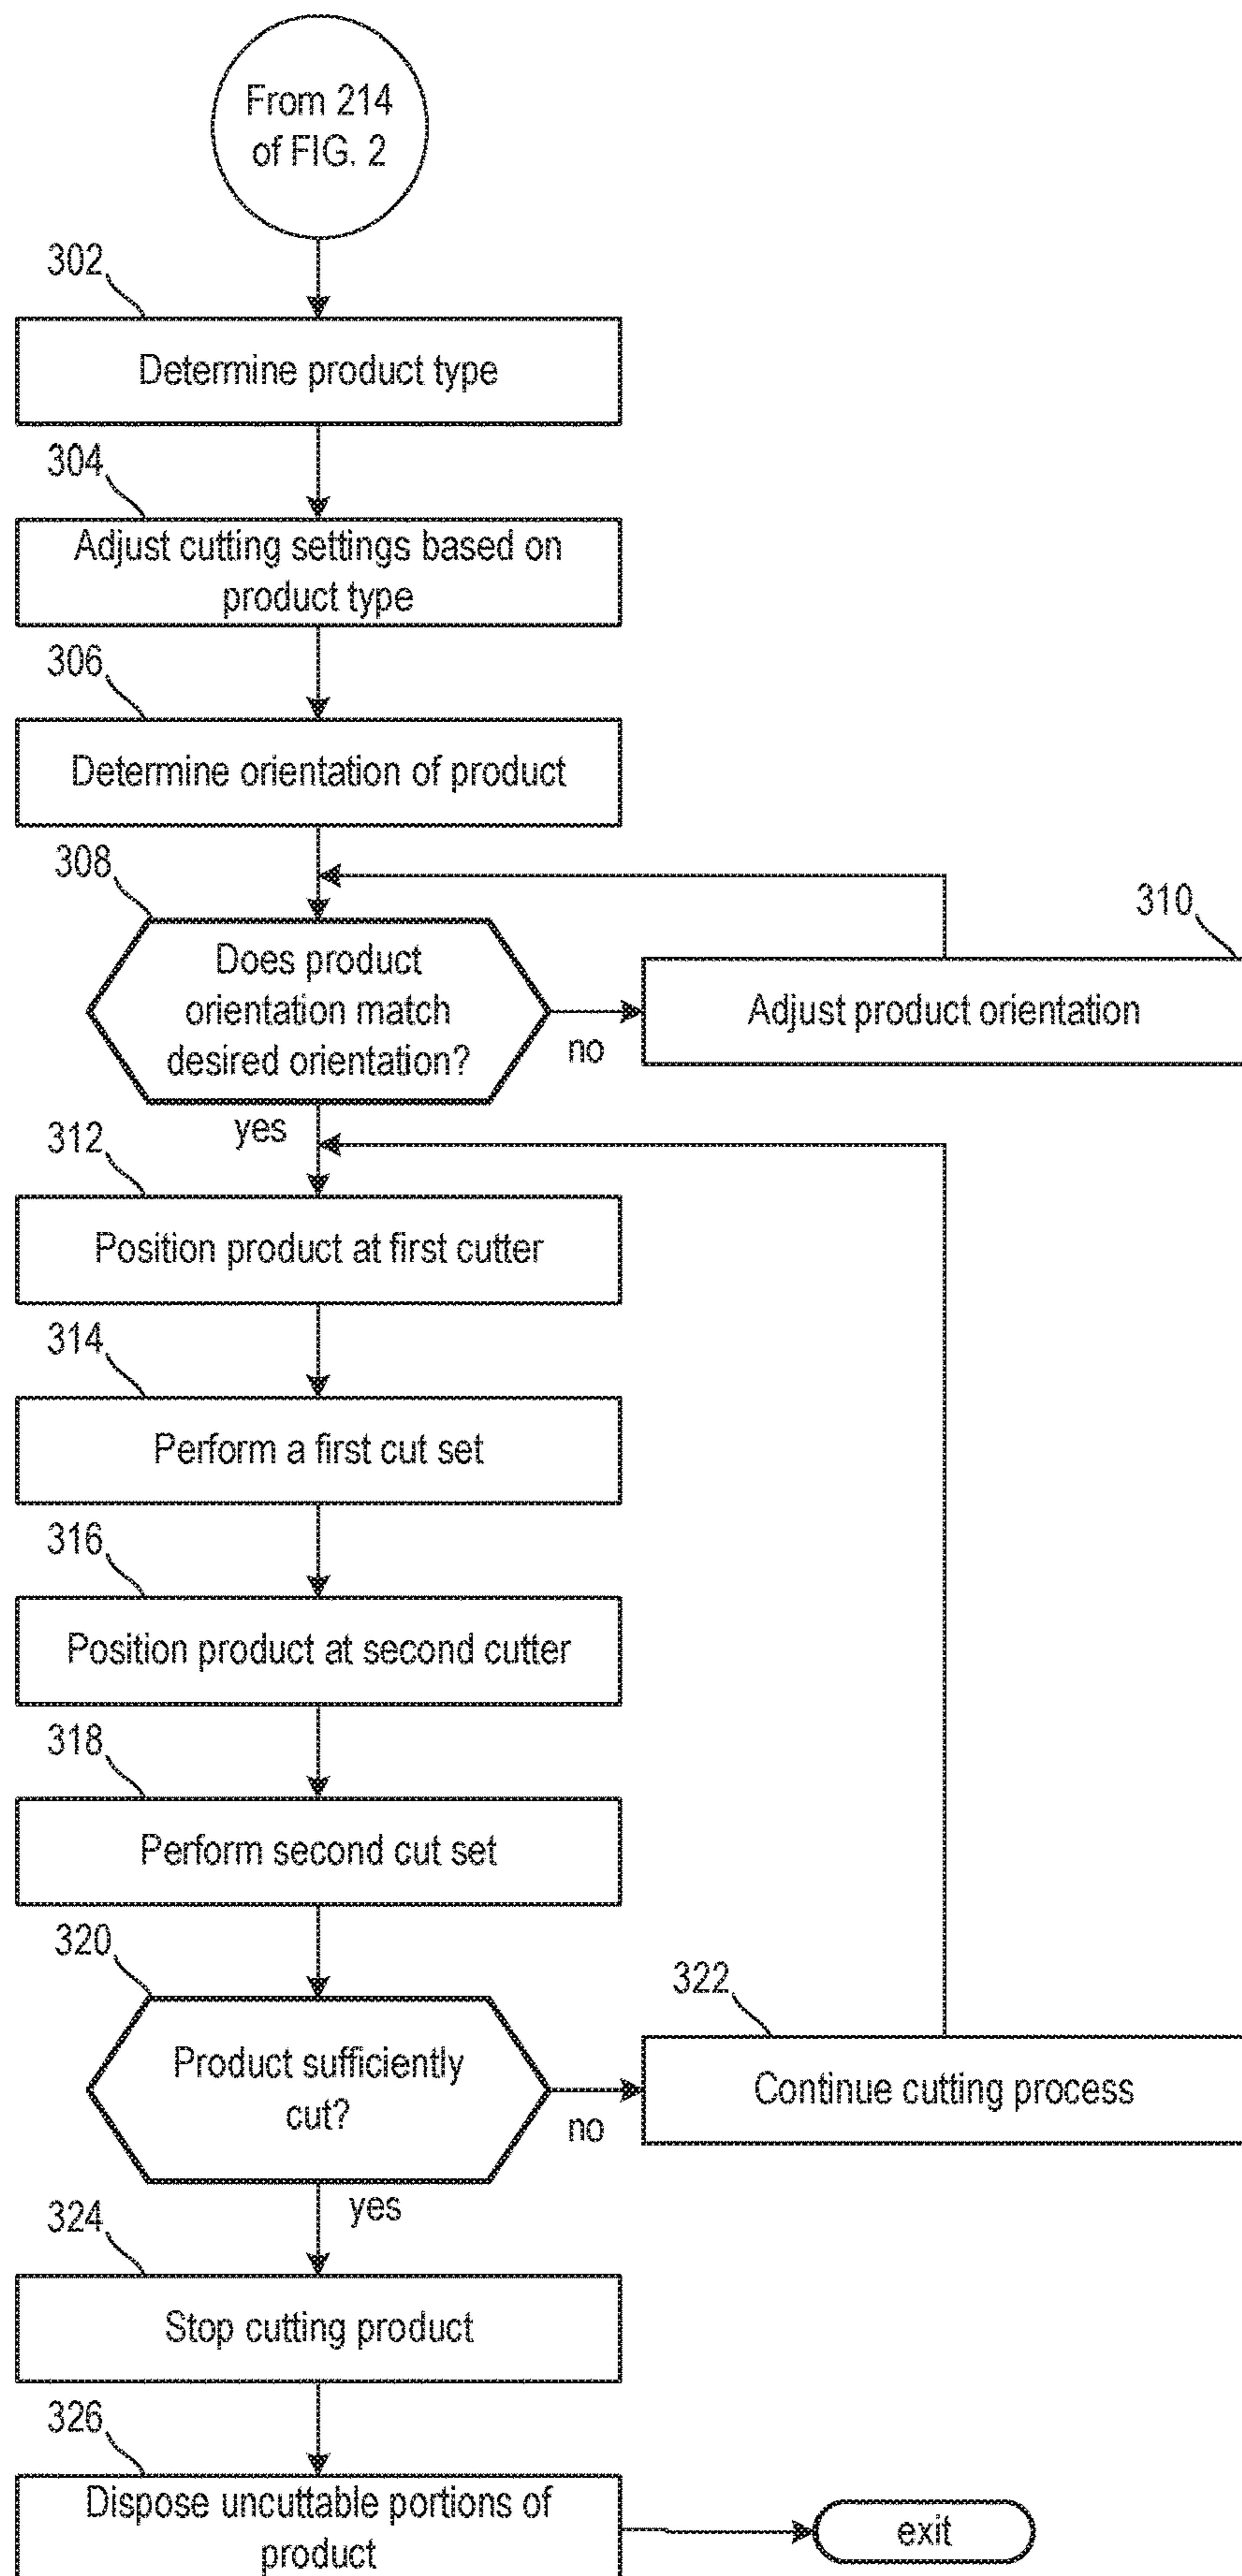 From 214
of FIG. 2
302
Determine product type
304
Adjust cutting settings based on
product type
306
Determine orientation of product
308
Does product
orientation match
desired orientation?
no
310
Adjust product orientation
yes
312
Position product at first cutter
314
Perform a first cut set
316
Position product at second cutter
318
Perform second cut set
320
Product sufficiently
cut?
no
322
Continue cutting process
yes
324
Stop cutting product
326
Dispose uncuttable portions of
product
exit